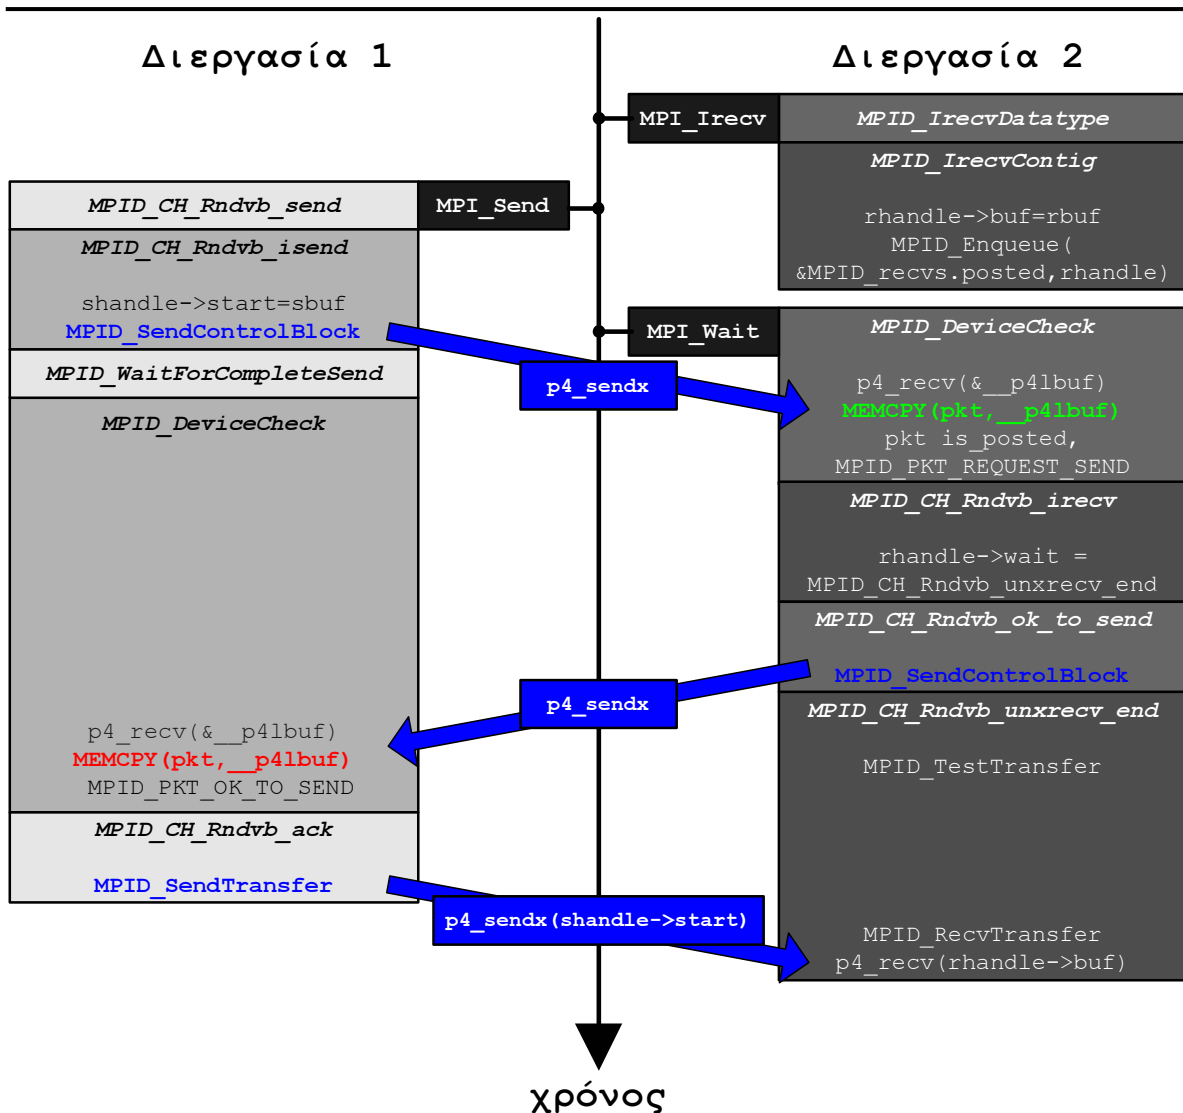 Διεργασία 1
MPID_CH_Rndvb_send
MPI_Send
MPID_CH_Rndvb_isend
shandle->start=sbuf
MPID_SendControlBlock
MPID_WaitForCompleteSend
MPID_DeviceCheck
p4_recv(&__p4lbuf)
MEMCPY(pkt,__p4lbuf)
MPID_PKT_OK_TO_SEND
MPID_CH_Rndvb_ack
MPID_SendTransfer
p4_sendx
p4_sendx
p4_sendx(shandle->start)
Διεργασία 2
MPI_Irecv
MPID_IrecvDatatype
MPID_IrecvContig
rhandle->buf=rbuf
MPID_Enqueue(
&MPID_recvs.posted,rhandle)
MPI_Wait
MPID_DeviceCheck
p4_recv(&__p4lbuf)
MEMCPY(pkt,__p4lbuf)
pkt is_posted,
MPID_PKT_REQUEST_SEND
MPID_CH_Rndvb_irecv
rhandle->wait =
MPID_CH_Rndvb_unxrecv_end
MPID_CH_Rndvb_ok_to_send
MPID_SendControlBlock
MPID_CH_Rndvb_unxrecv_end
MPID_TestTransfer
MPID_RecvTransfer
p4_recv(rhandle->buf)
χρόνος